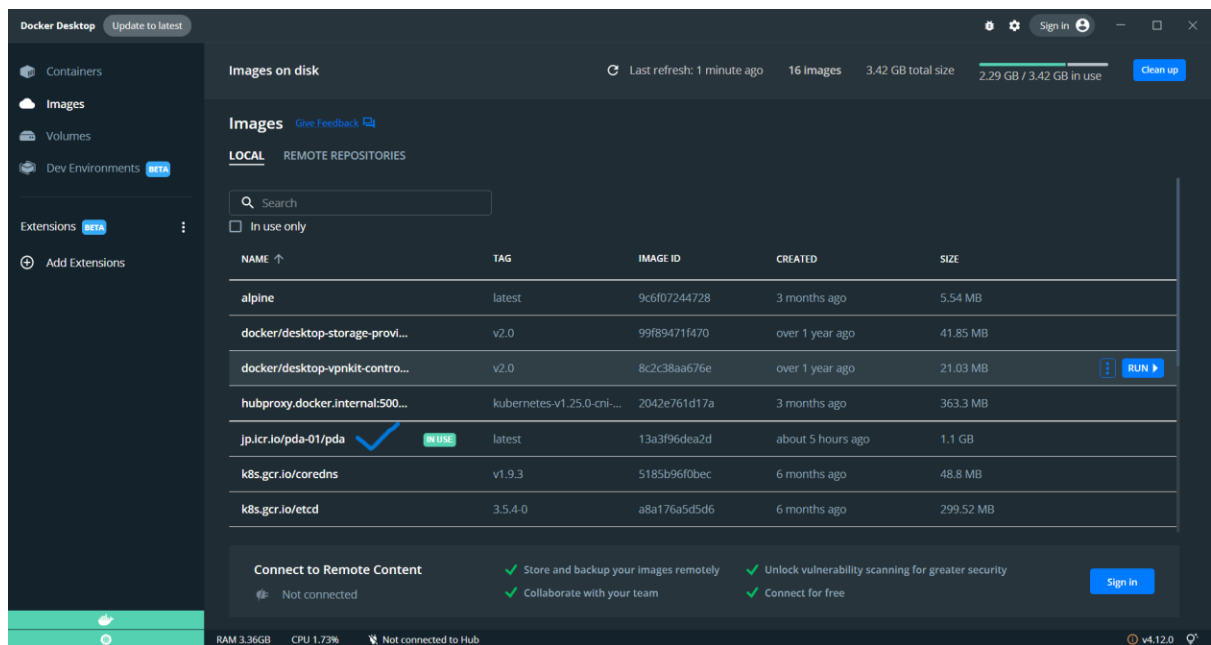 Docker Desktop Update to latest Sign in
Containers
Images
Volumes
Dev Environments BETA
Extensions BETA
Add Extensions
Images on disk Last refresh: 1 minute ago 16 images 3.42 GB total size 2.29 GB / 3.42 GB in use Clean up
Images Give Feedback
LOCAL REMOTE REPOSITORIES
Search
In use only
NAME TAG IMAGE ID CREATED SIZE
alpine latest 9c6f07244728 3 months ago 5.54 MB
docker/desktop-storage-provi... v2.0 99f89471f470 over 1 year ago 41.85 MB
docker/desktop-vpnkit-contro... v2.0 8c2c38aa676e over 1 year ago 21.03 MB RUN
hubproxy.docker.internal:500... kubernetes-v1.25.0-cni-... 2042e761d17a 3 months ago 363.3 MB
jp.icr.io/pda-01/pda IN USE latest 13a3f96dea2d about 5 hours ago 1.1 GB
k8s.gcr.io/coredns v1.9.3 5185b96f0bec 6 months ago 48.8 MB
k8s.gcr.io/etcd 3.5.4-0 a8a176a5d5d6 6 months ago 299.52 MB
Connect to Remote Content
Not connected
Store and backup your images remotely
Collaborate with your team
Unlock vulnerability scanning for greater security
Connect for free
Sign in
RAM 3.36GB CPU 1.73% Not connected to Hub v4.12.0